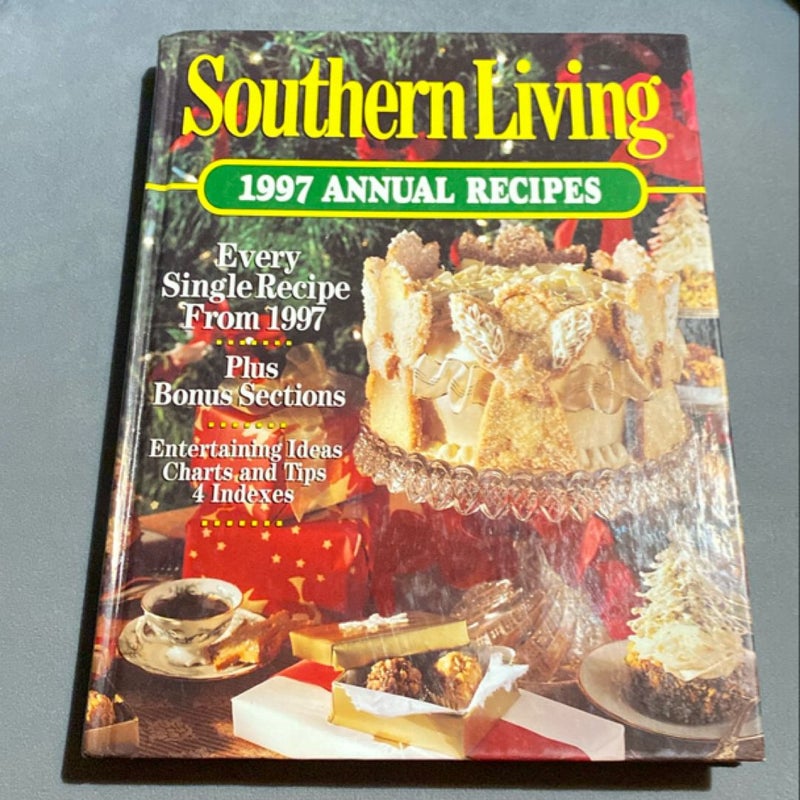 Southern Living
1997 ANNUAL RECIPES
Every
Single Recipe
From 1997
Plus
Bonus Sections
Entertaining Ideas
Charts and Tips
4 Indexes